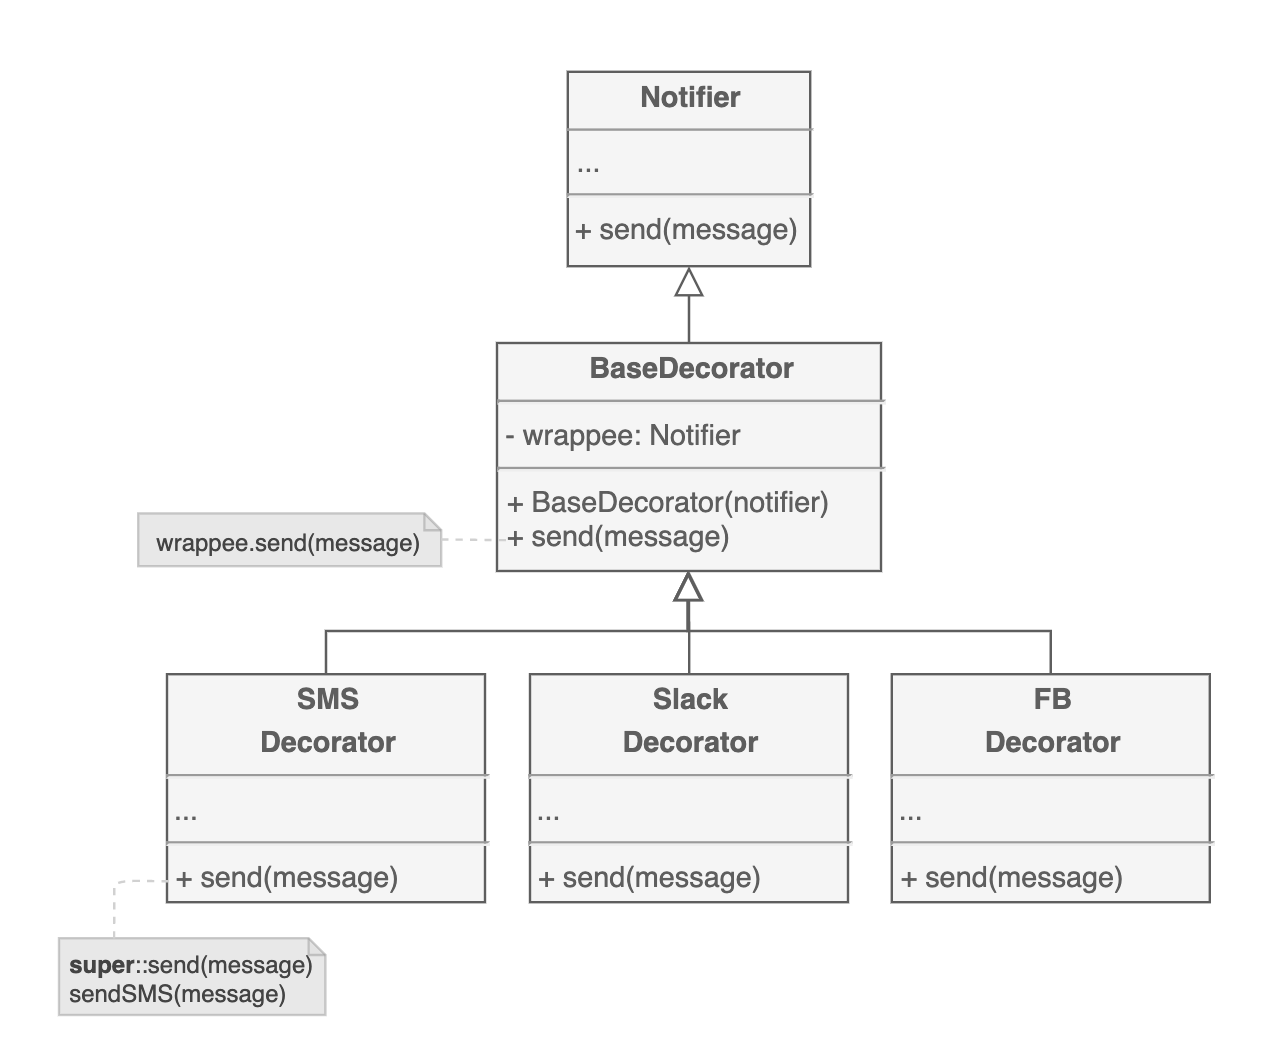 Notifier
...
+ send(message)
BaseDecorator
- wrappee: Notifier
+ BaseDecorator(notifier)
+ send(message)
wrappee.send(message)
SMS
Decorator
...
+ send(message)
Slack
Decorator
...
+ send(message)
FB
Decorator
...
+ send(message)
super::send(message)
sendSMS(message)